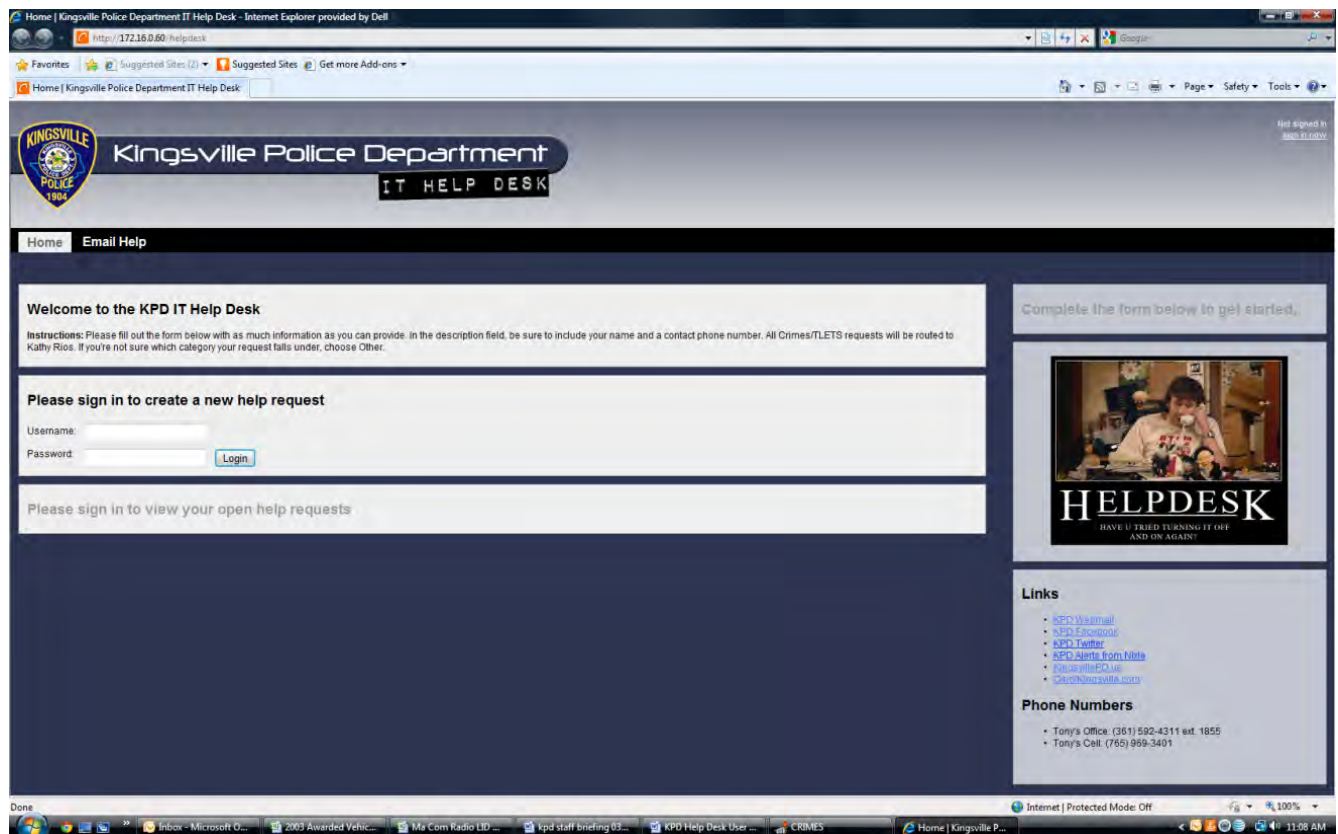 Home | Kingsville Police Department IT Help Desk - Internet Explorer provided by Dell
http://172.16.0.60/helpdesk
Google
Favorites Suggested Sites (2) Suggested Sites Get more Add-ons
Home | Kingsville Police Department IT Help Desk
Page Safety Tools
Not signed in
sign in now
KINGSVILLE
POLICE
1904
Kingsville Police Department
IT HELP DESK
Home Email Help
Welcome to the KPD IT Help Desk
Instructions: Please fill out the form below with as much information as you can provide. In the description field, be sure to include your name and a contact phone number. All Crimes/TLETS requests will be routed to
Kathy Rios. If you're not sure which category your request falls under, choose Other.
Please sign in to create a new help request
Username:
Password:
Login
Please sign in to view your open help requests
Complete the form below to get started.
HELPDESK
HAVE U TRIED TURNING IT OFF
AND ON AGAIN?
Links
KPD Webmail
KPD Facebook
KPD Twitter
KPD Alerts from Nixle
KingsvillePD.us
Phone Numbers
Tony's Office: (361) 592-4311 ext. 1855
Tony's Cell: (765) 969-3401
Done
Internet | Protected Mode: Off
100%
Inbox - Microsoft O... 2003 Awarded Vehic... Ma Com Radio LID ... kpd staff briefing 03... KPD Help Desk User ... CRIMES Home | Kingsville P... 11:08 AM